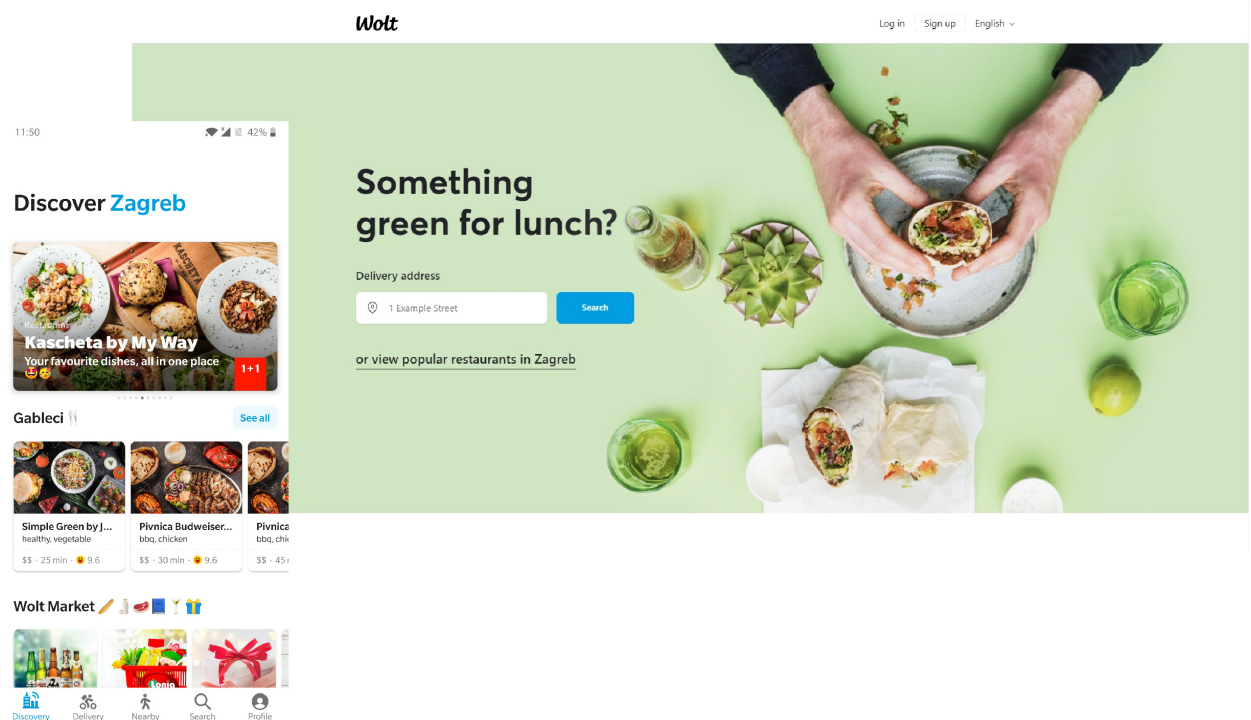 Wolt
Log in
Sign up
English
Something
green for lunch?
Delivery address
1 Example Street
Search
or view popular restaurants in Zagreb
11:50
42%
Discover Zagreb
KASCHETA
Restaurant
Kascheta by My Way
Your favourite dishes, all in one place
🤩🥳
1+1
Gableci 🍴
See all
Simple Green by J...
healthy, vegetable
$$ · 25 min · 😀 9.6
Pivnica Budweiser...
bbq, chicken
$$ · 30 min · 😀 9.6
Pivnica
bbq, chic
$$ · 45
Wolt Market 🥖🥛🥩📘🍸🎁
Discovery
Delivery
Nearby
Search
Profile